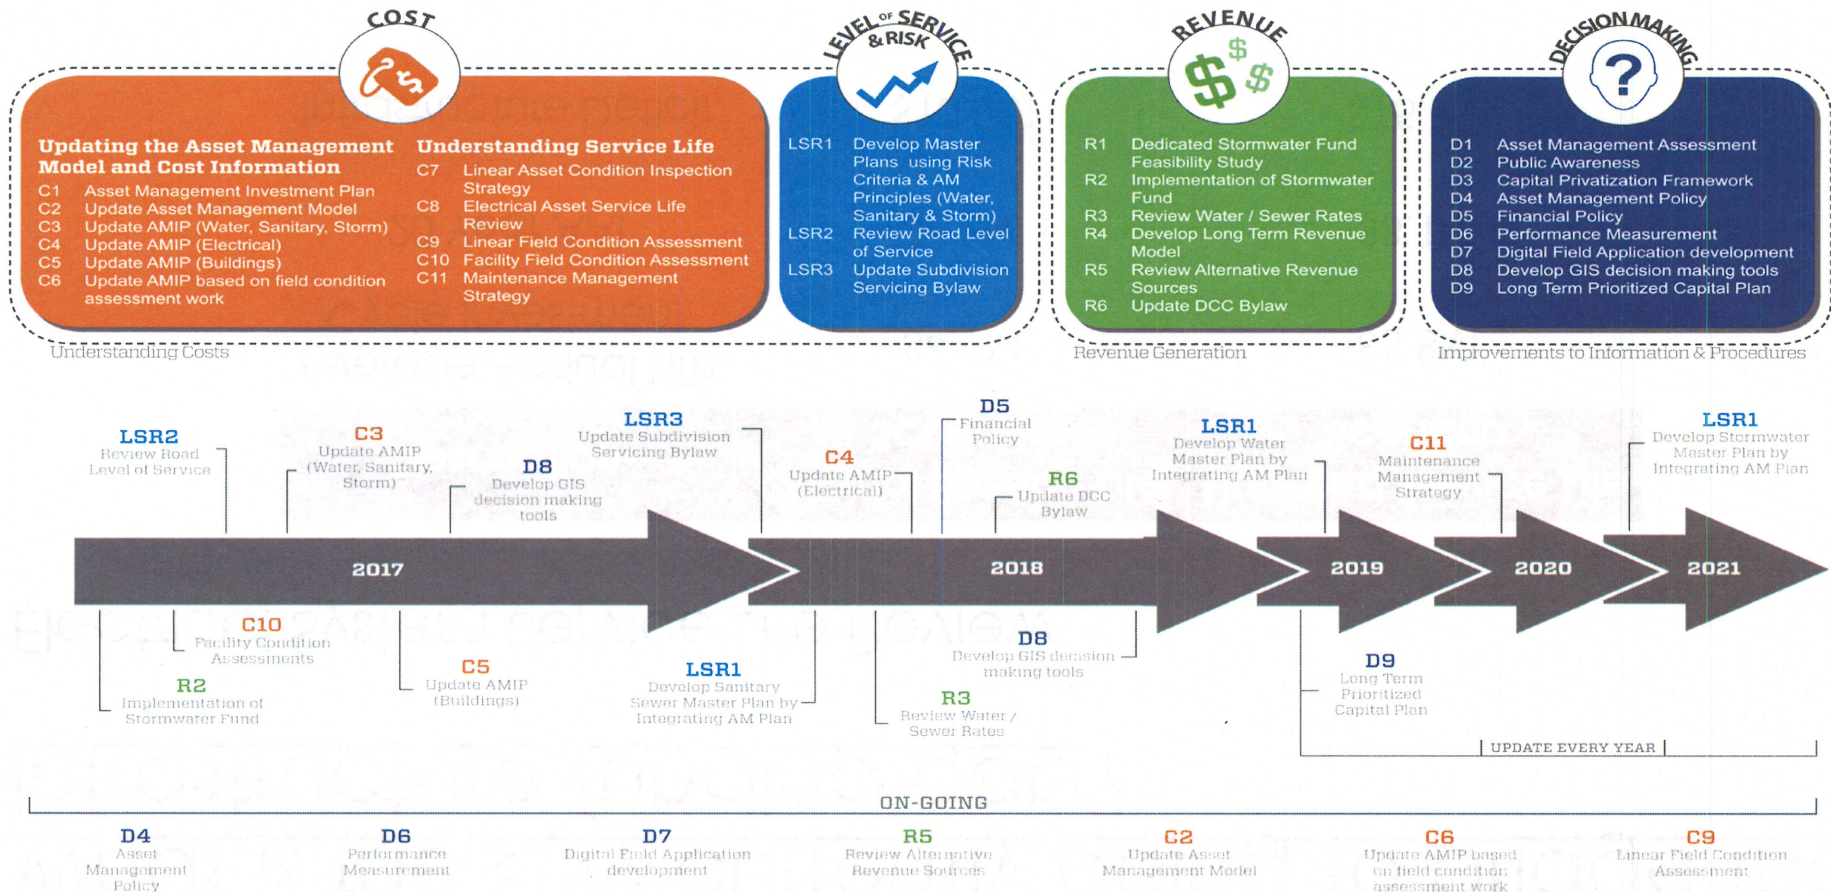 COST
Updating the Asset Management
Model and Cost Information
C1 Asset Management Investment Plan
C2 Update Asset Management Model
C3 Update AMIP (Water, Sanitary, Storm)
C4 Update AMIP (Electrical)
C5 Update AMIP (Buildings)
C6 Update AMIP based on field condition
assessment work
Understanding Service Life
C7 Linear Asset Condition Inspection
Strategy
C8 Electrical Asset Service Life
Review
C9 Linear Field Condition Assessment
C10 Facility Field Condition Assessment
C11 Maintenance Management
Strategy
Understanding Costs
LEVEL OF SERVICE
& RISK
LSR1 Develop Master
Plans using Risk
Criteria & AM
Principles (Water,
Sanitary & Storm)
LSR2 Review Road Level
of Service
LSR3 Update Subdivision
Servicing Bylaw
REVENUE
$ $ $
R1 Dedicated Stormwater Fund
Feasibility Study
R2 Implementation of Stormwater
Fund
R3 Review Water / Sewer Rates
R4 Develop Long Term Revenue
Model
R5 Review Alternative Revenue
Sources
R6 Update DCC Bylaw
Revenue Generation
DECISION MAKING
?
D1 Asset Management Assessment
D2 Public Awareness
D3 Capital Privatization Framework
D4 Asset Management Policy
D5 Financial Policy
D6 Performance Measurement
D7 Digital Field Application development
D8 Develop GIS decision making tools
D9 Long Term Prioritized Capital Plan
Improvements to Information & Procedures
LSR2
Review Road
Level of Service
C3
Update AMIP
(Water, Sanitary,
Storm)
D8
Develop GIS
decision making
tools
LSR3
Update Subdivision
Servicing Bylaw
C4
Update AMIP
(Electrical)
D5
Financial
Policy
R6
Update DCC
Bylaw
LSR1
Develop Water
Master Plan by
Integrating AM Plan
C11
Maintenance
Management
Strategy
LSR1
Develop Stormwater
Master Plan by
Integrating AM Plan
2017
2018
2019
2020
2021
R2
Implementation of
Stormwater Fund
C10
Facility Condition
Assessments
C5
Update AMIP
(Buildings)
LSR1
Develop Sanitary
Sewer Master Plan by
Integrating AM Plan
R3
Review Water /
Sewer Rates
D8
Develop GIS decision
making tools
D9
Long Term
Prioritized
Capital Plan
UPDATE EVERY YEAR
ON-GOING
D4
Asset
Management
Policy
D6
Performance
Measurement
D7
Digital Field Application
development
R5
Review Alternative
Revenue Sources
C2
Update Asset
Management Model
C6
Update AMIP based
on field condition
assessment work
C9
Linear Field Condition
Assessment